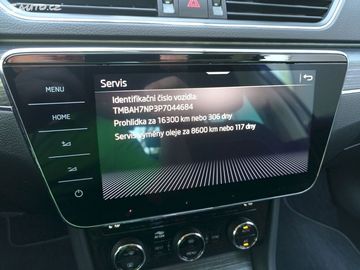 Sauto.cz
MENU
HOME
Servis
Identifikační číslo vozidla:
TMBAH7NP3P7044684
Prohlídka za 16300 km nebo 306 dny
Servis výměny oleje za 8600 km nebo 117 dny